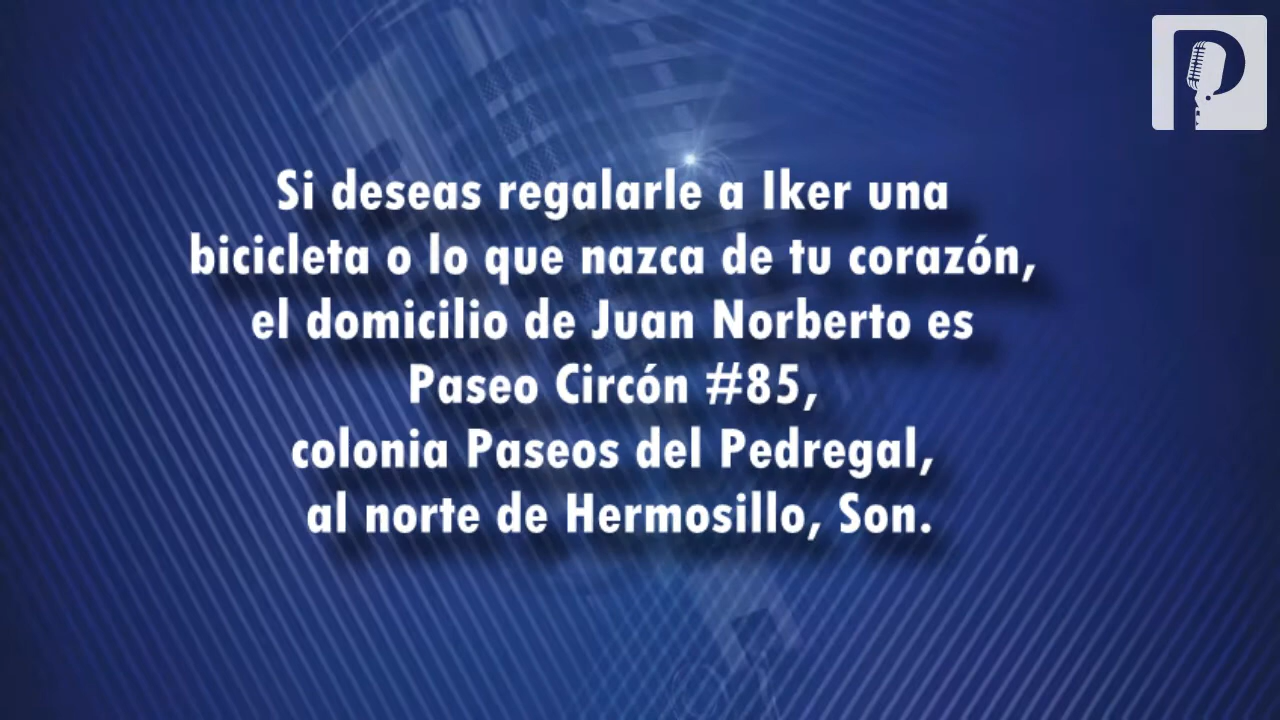 Si deseas regalarle a Iker una
bicicleta o lo que nazca de tu corazón,
el domicilio de Juan Norberto es
Paseo Circón #85,
colonia Paseos del Pedregal,
al norte de Hermosillo, Son.